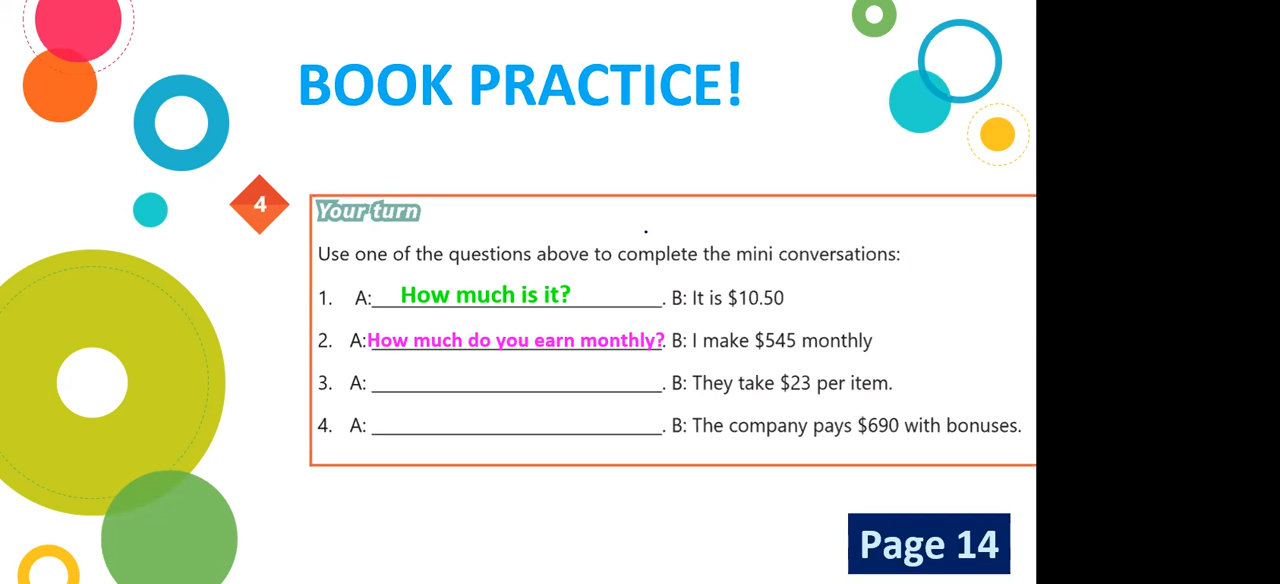 BOOK PRACTICE!
4
Your turn
Use one of the questions above to complete the mini conversations:
1. A: How much is it? . B: It is $10.50
2. A: How much do you earn monthly? . B: I make $545 monthly
3. A: ____________________________. B: They take $23 per item.
4. A: ____________________________. B: The company pays $690 with bonuses.
Page 14